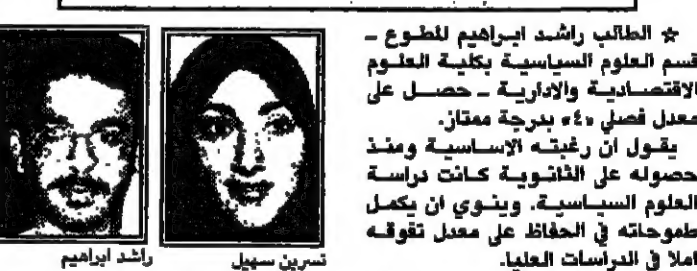 ☆ الطالب راشد ابراهيم المطوع –
قسم العلوم السياسية بكلية العلوم
الاقتصادية والادارية – حصل على
معدل فصلي «٤» بدرجة ممتاز.
يقول ان رغبته الاساسية ومنذ
حصوله على الثانوية كانت دراسة
العلوم السياسية. وينوي ان يكمل
طموحاته في الحفاظ على معدل تفوقه
املا في الدراسات العليا.
نسرين سهيل
راشد ابراهيم